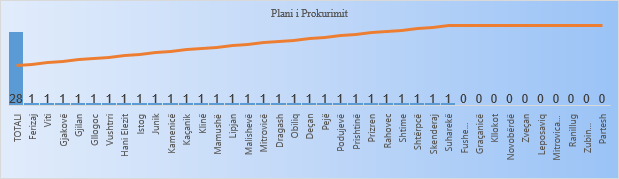 Plani i Prokurimit
28 1 1 1 1 1 1 1 1 1 1 1 1 1 1 1 1 1 1 1 1 1 1 1 1 1 1 1 1 0 0 0 0 0 0 0 0 0 0
TOTALI
Ferizaj
Viti
Gjakovë
Gjilan
Gllogoc
Vushtrri
Hani Elezit
Istog
Junik
Kamenicë
Kaçanik
Klinë
Mamushë
Lipjan
Malishevë
Mitrovicë
Dragash
Obiliq
Deçan
Pejë
Podujevë
Prishtinë
Prizren
Rahovec
Shtime
Shtërpcë
Skenderaj
Suharekë
Fushe...
Graçanicë
Kllokot
Novobërdë
Zveçan
Leposaviq
Mitrovica...
Ranillug
Zubin...
Partesh